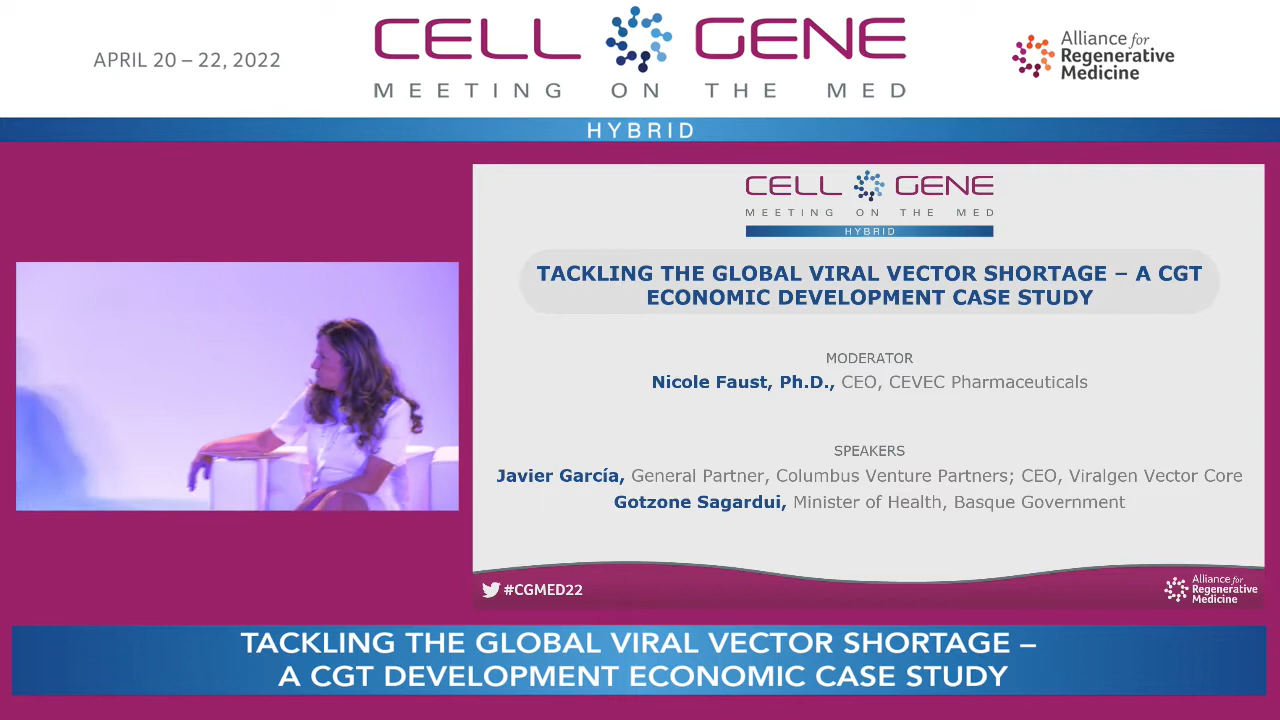 APRIL 20 – 22, 2022
CELL GENE
MEETING ON THE MED
Alliance for
Regenerative
Medicine
HYBRID
CELL GENE
MEETING ON THE MED
HYBRID
TACKLING THE GLOBAL VIRAL VECTOR SHORTAGE – A CGT
ECONOMIC DEVELOPMENT CASE STUDY
MODERATOR
Nicole Faust, Ph.D., CEO, CEVEC Pharmaceuticals
SPEAKERS
Javier García, General Partner, Columbus Venture Partners; CEO, Viralgen Vector Core
Gotzone Sagardui, Minister of Health, Basque Government
#CGMED22
Alliance for
Regenerative
Medicine
TACKLING THE GLOBAL VIRAL VECTOR SHORTAGE –
A CGT DEVELOPMENT ECONOMIC CASE STUDY